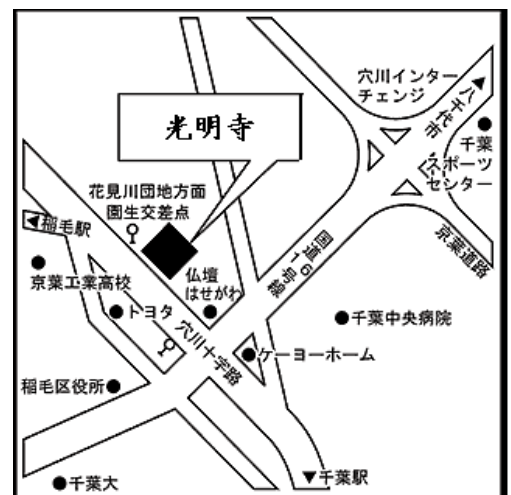 穴川インター
チェンジ
八千代市
光明寺
千葉
スポーツ
センター
花見川団地方面
園生交差点
稲毛駅
京葉道路
国道16号線
仏壇
はせがわ
京葉工業高校
トヨタ
千葉中央病院
穴川十字路
ケーヨーホーム
稲毛区役所
千葉駅
千葉大